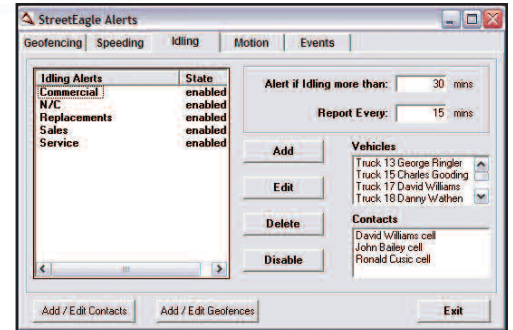 StreetEagle Alerts
Geofencing Speeding Idling Motion Events
Idling Alerts State
Commercial enabled
N/C enabled
Replacements enabled
Sales enabled
Service enabled
Alert if Idling more than: 30 mins
Report Every: 15 mins
Add
Edit
Delete
Disable
Vehicles
Truck 13 George Ringler
Truck 15 Charles Gooding
Truck 17 David Williams
Truck 18 Danny Wathen
Contacts
David Williams cell
John Bailey cell
Ronald Cusic cell
Add / Edit Contacts Add / Edit Geofences Exit